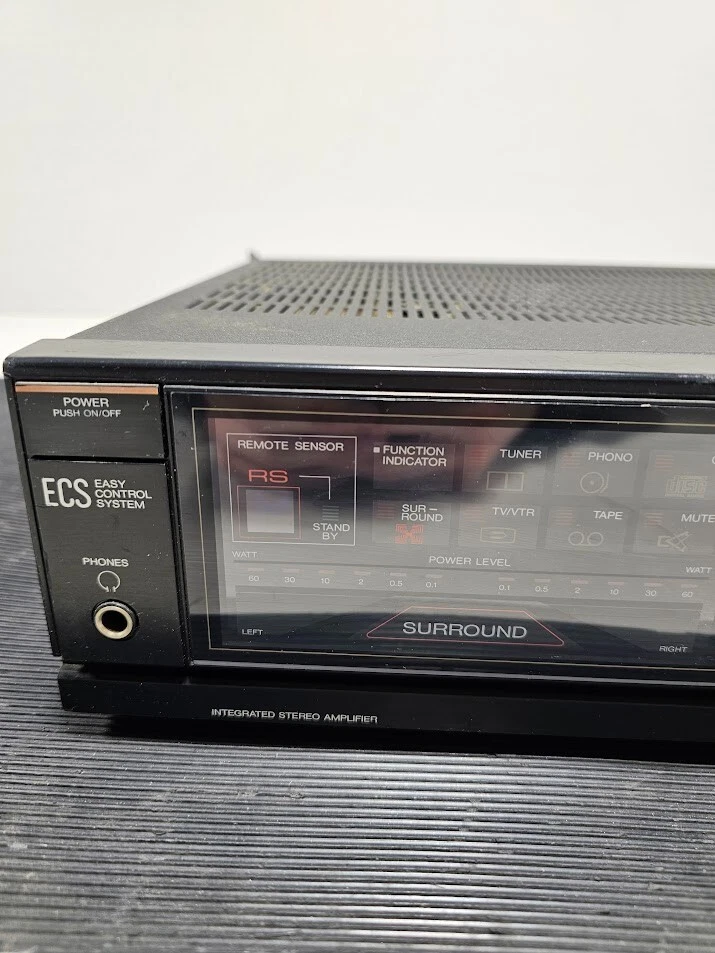 POWER
PUSH ON/OFF
ECS EASY
CONTROL
SYSTEM
PHONES
REMOTE SENSOR
RS
STAND
BY
FUNCTION
INDICATOR
TUNER
PHONO
SUR-
ROUND
TV/VTR
TAPE
MUTE
WATT
POWER LEVEL
WATT
60 30 10 2 0.5 0.1 0.1 0.5 2 10 30 60
LEFT
SURROUND
RIGHT
INTEGRATED STEREO AMPLIFIER